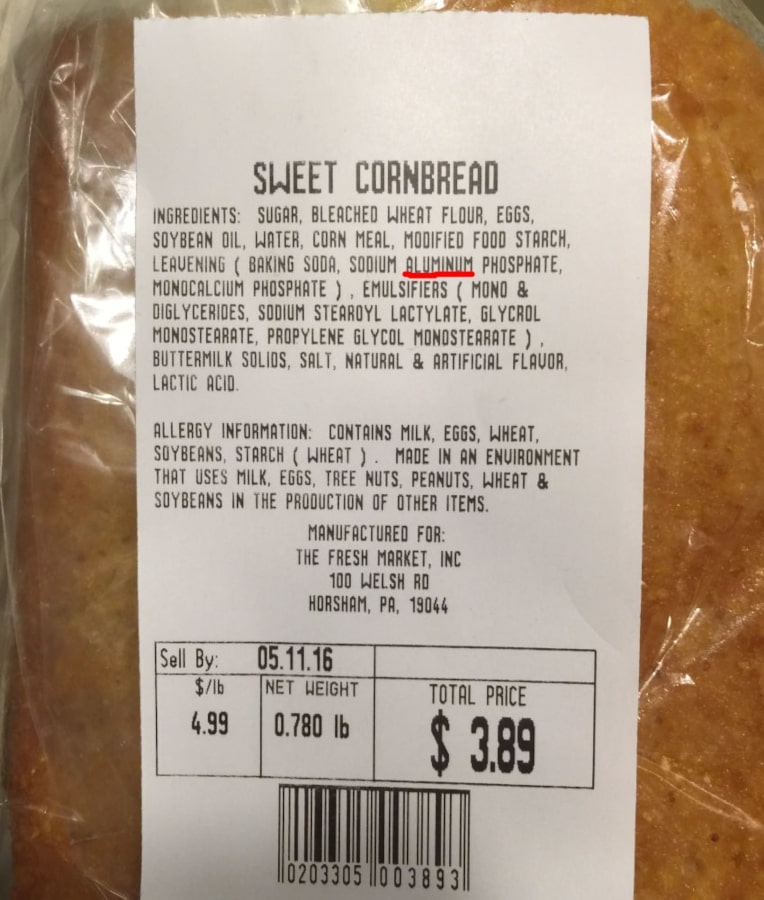 SWEET CORNBREAD
INGREDIENTS: SUGAR, BLEACHED WHEAT FLOUR, EGGS,
SOYBEAN OIL, WATER, CORN MEAL, MODIFIED FOOD STARCH,
LEAVENING ( BAKING SODA, SODIUM ALUMINUM PHOSPHATE,
MONOCALCIUM PHOSPHATE ) , EMULSIFIERS ( MONO &
DIGLYCERIDES, SODIUM STEAROYL LACTYLATE, GLYCROL
MONOSTEARATE, PROPYLENE GLYCOL MONOSTEARATE ) ,
BUTTERMILK SOLIDS, SALT, NATURAL & ARTIFICIAL FLAVOR,
LACTIC ACID.
ALLERGY INFORMATION: CONTAINS MILK, EGGS, WHEAT,
SOYBEANS, STARCH ( WHEAT ) . MADE IN AN ENVIRONMENT
THAT USES MILK, EGGS, TREE NUTS, PEANUTS, WHEAT &
SOYBEANS IN THE PRODUCTION OF OTHER ITEMS.
MANUFACTURED FOR:
THE FRESH MARKET, INC
100 WELSH RD
HORSHAM, PA, 19044
Sell By: 05.11.16
$/lb NET WEIGHT TOTAL PRICE
4.99 0.780 lb $ 3.89
0203305 003893